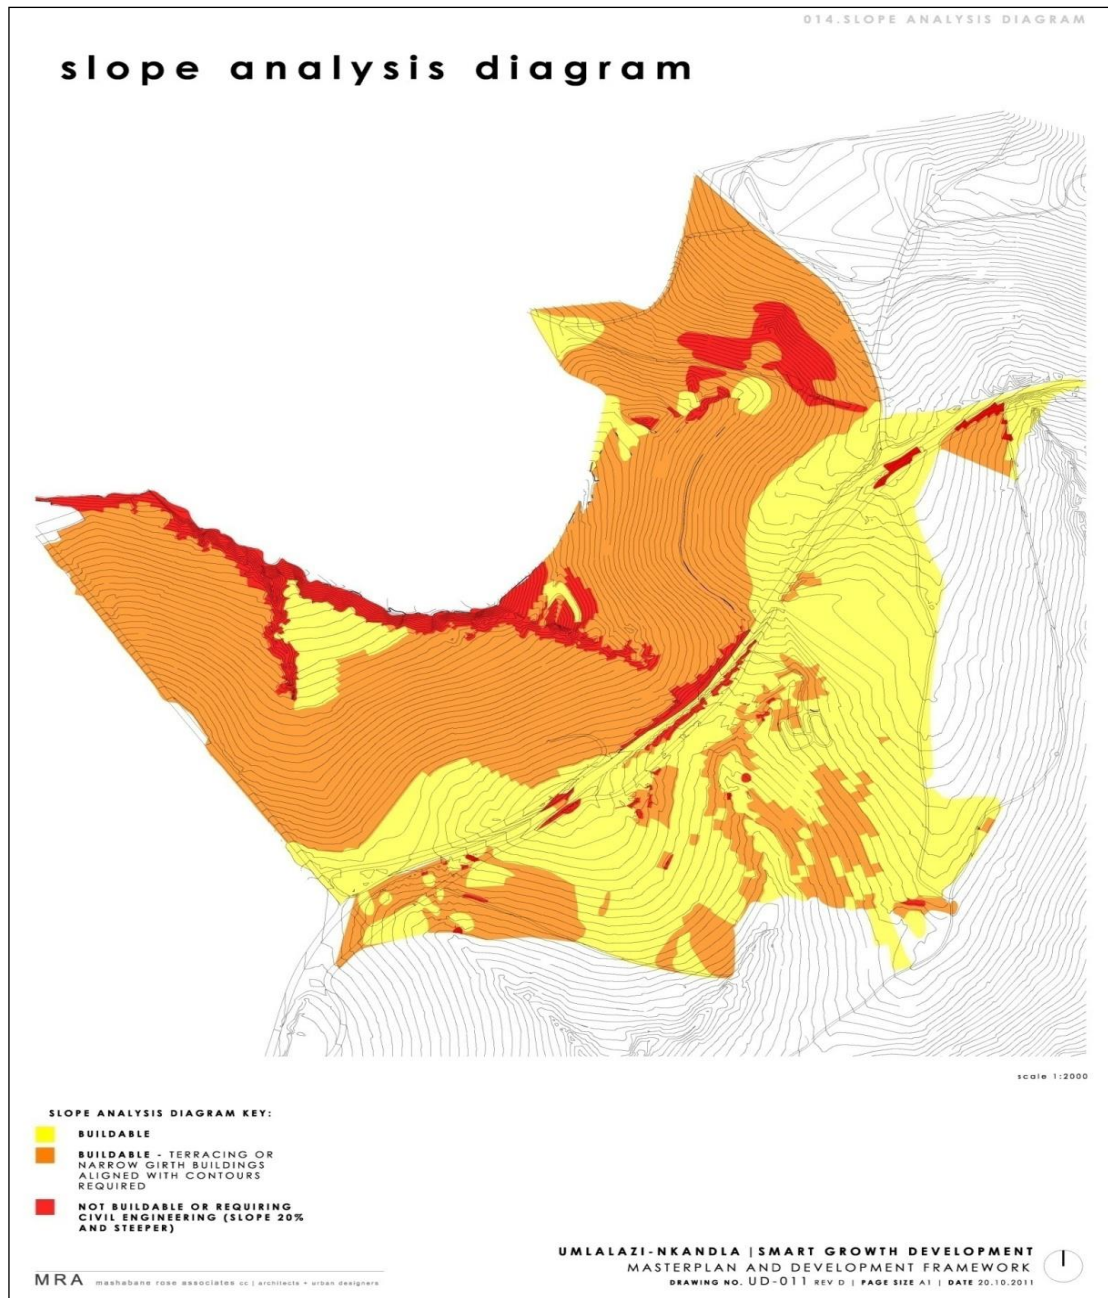 014.SLOPE ANALYSIS DIAGRAM
slope analysis diagram
scale 1:2000
SLOPE ANALYSIS DIAGRAM KEY:
BUILDABLE
BUILDABLE - TERRACING OR
NARROW GIRTH BUILDINGS
ALIGNED WITH CONTOURS
REQUIRED
NOT BUILDABLE OR REQUIRING
CIVIL ENGINEERING (SLOPE 20%
AND STEEPER)
UMLALAZI-NKANDLA | SMART GROWTH DEVELOPMENT
MASTERPLAN AND DEVELOPMENT FRAMEWORK
DRAWING NO. UD-011 REV D | PAGE SIZE A1 | DATE 20.10.2011
MRA mashabane rose associates cc | architects + urban designers